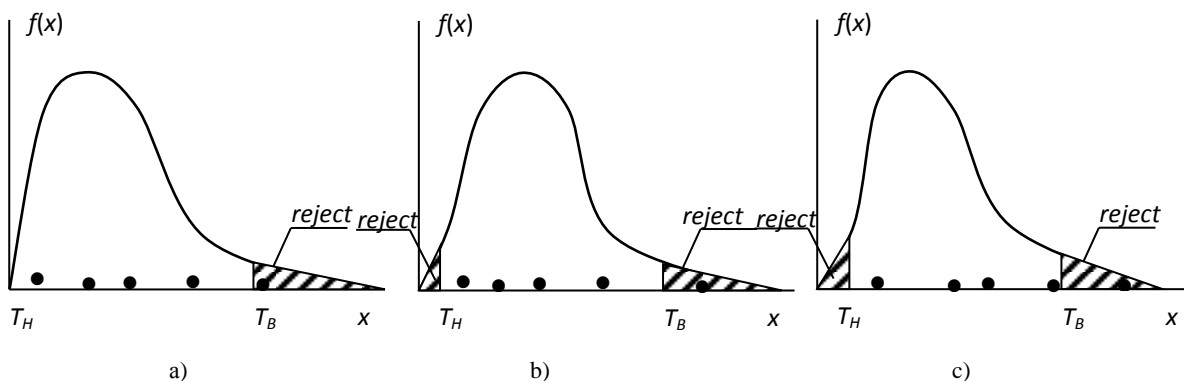 f(x) f(x) f(x)
reject reject reject reject reject
T_H T_B x T_H T_B x T_H T_B x
a) b) c)